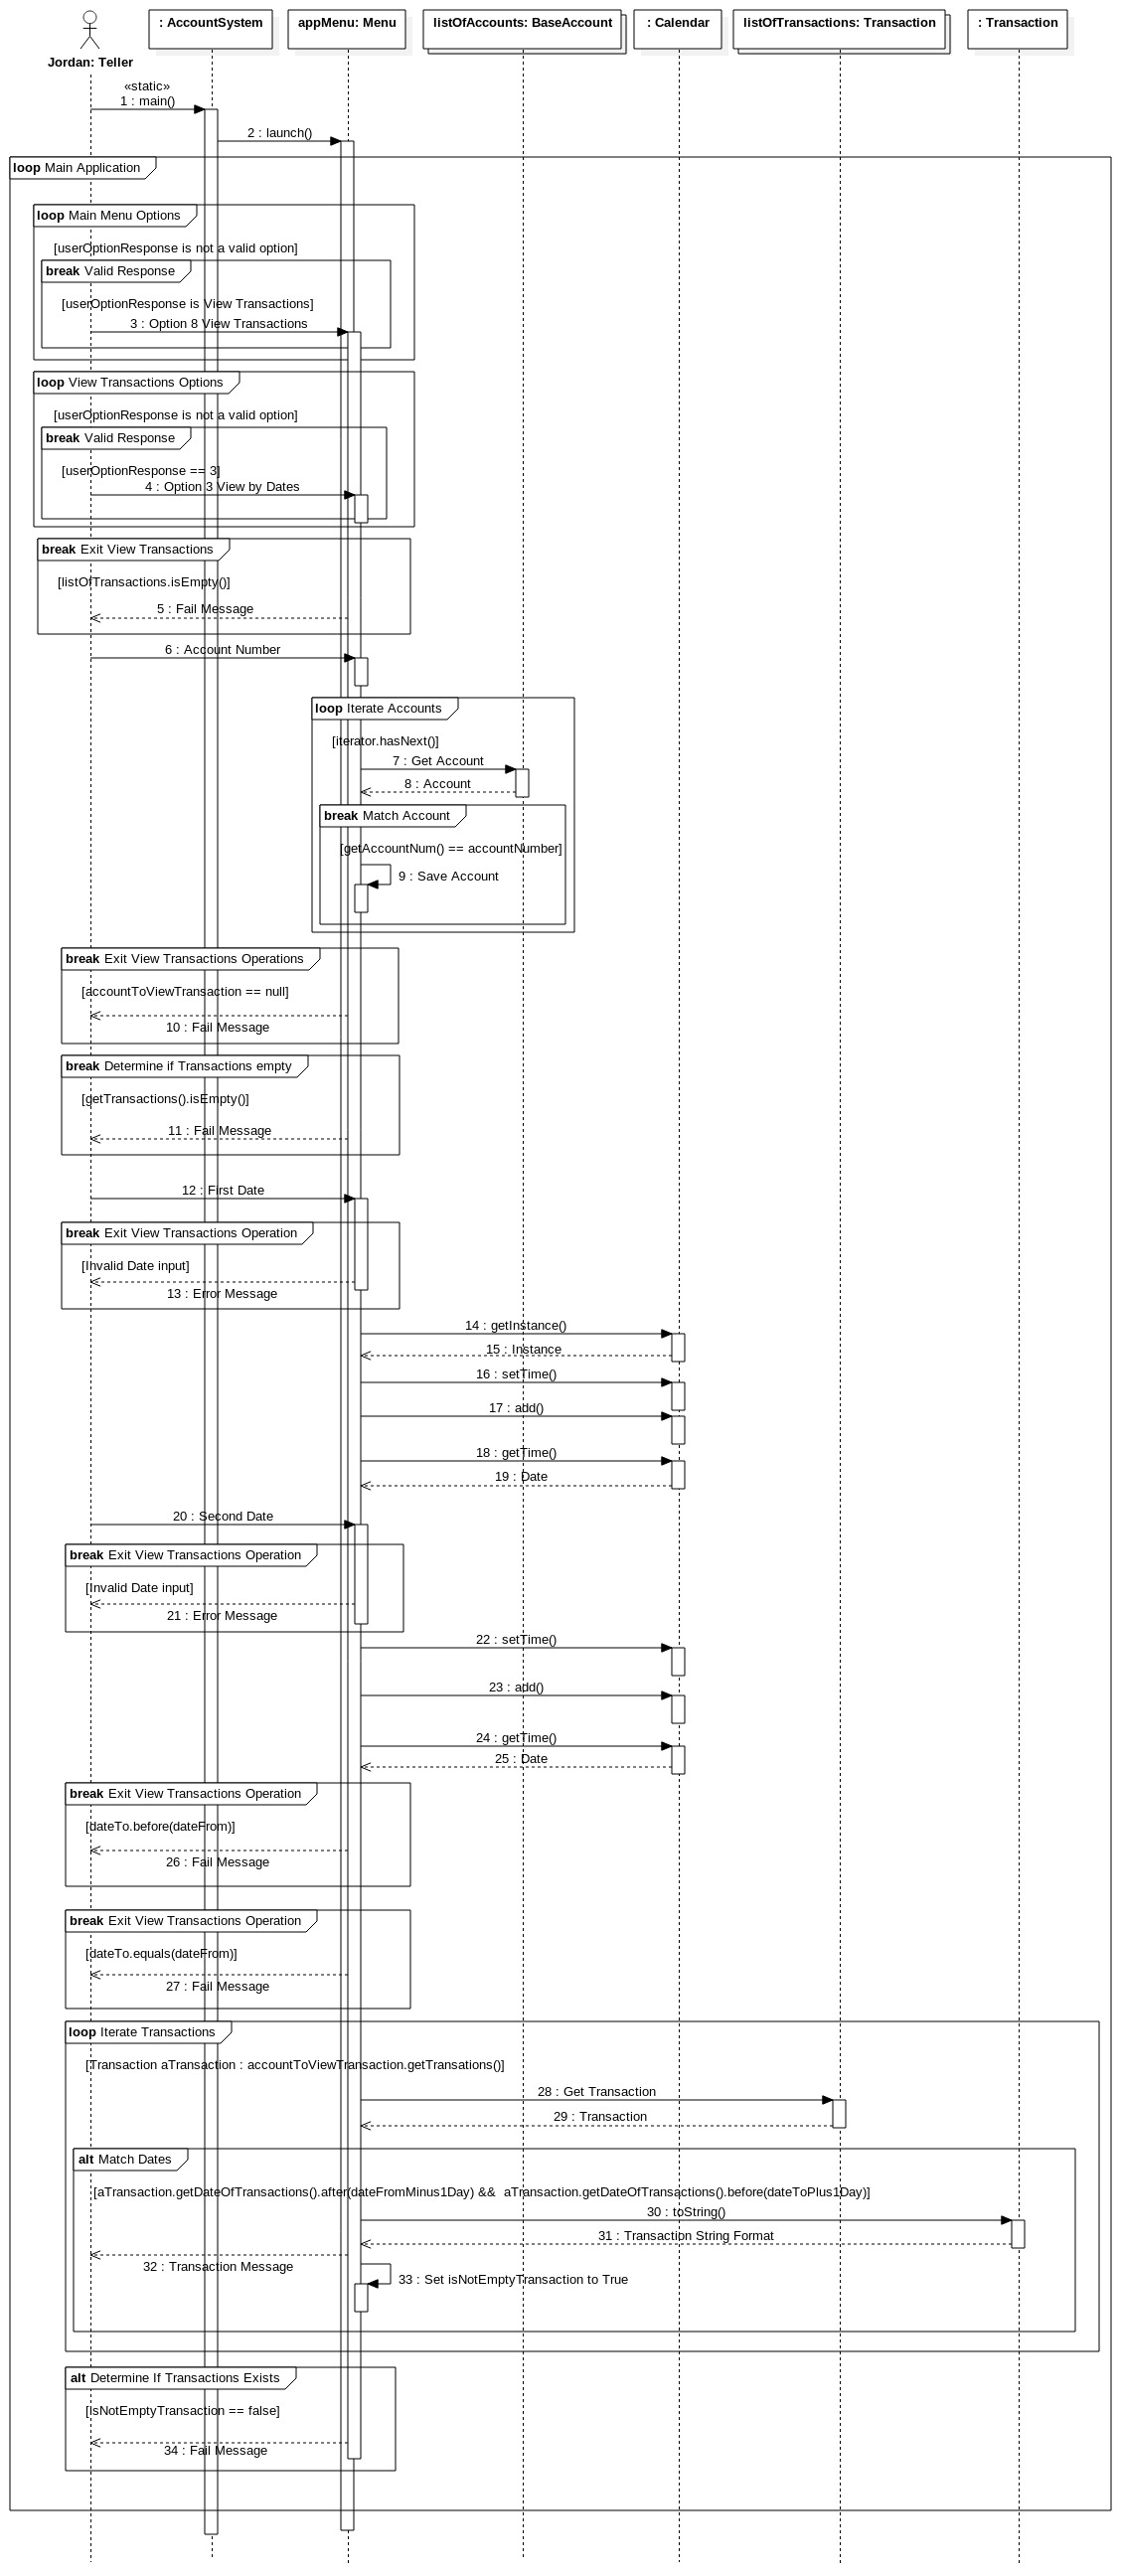 : AccountSystem
appMenu: Menu
listOfAccounts: BaseAccount
: Calendar
listOfTransactions: Transaction
: Transaction
Jordan: Teller
«static»
1 : main()
2 : launch()
loop Main Application
loop Main Menu Options
[userOptionResponse is not a valid option]
break Valid Response
[userOptionResponse is View Transactions]
3 : Option 8 View Transactions
loop View Transactions Options
[userOptionResponse is not a valid option]
break Valid Response
[userOptionResponse == 3]
4 : Option 3 View by Dates
break Exit View Transactions
[listOfTransactions.isEmpty()]
5 : Fail Message
6 : Account Number
loop Iterate Accounts
[iterator.hasNext()]
7 : Get Account
8 : Account
break Match Account
[getAccountNum() == accountNumber]
9 : Save Account
break Exit View Transactions Operations
[accountToViewTransaction == null]
10 : Fail Message
break Determine if Transactions empty
[getTransactions().isEmpty()]
11 : Fail Message
12 : First Date
break Exit View Transactions Operation
[Invalid Date input]
13 : Error Message
14 : getInstance()
15 : Instance
16 : setTime()
17 : add()
18 : getTime()
19 : Date
20 : Second Date
break Exit View Transactions Operation
[Invalid Date input]
21 : Error Message
22 : setTime()
23 : add()
24 : getTime()
25 : Date
break Exit View Transactions Operation
[dateTo.before(dateFrom)]
26 : Fail Message
break Exit View Transactions Operation
[dateTo.equals(dateFrom)]
27 : Fail Message
loop Iterate Transactions
[Transaction aTransaction : accountToViewTransaction.getTransations()]
28 : Get Transaction
29 : Transaction
alt Match Dates
[aTransaction.getDateOfTransactions().after(dateFromMinus1Day) && aTransaction.getDateOfTransactions().before(dateToPlus1Day)]
30 : toString()
31 : Transaction String Format
32 : Transaction Message
33 : Set isNotEmptyTransaction to True
alt Determine If Transactions Exists
[isNotEmptyTransaction == false]
34 : Fail Message